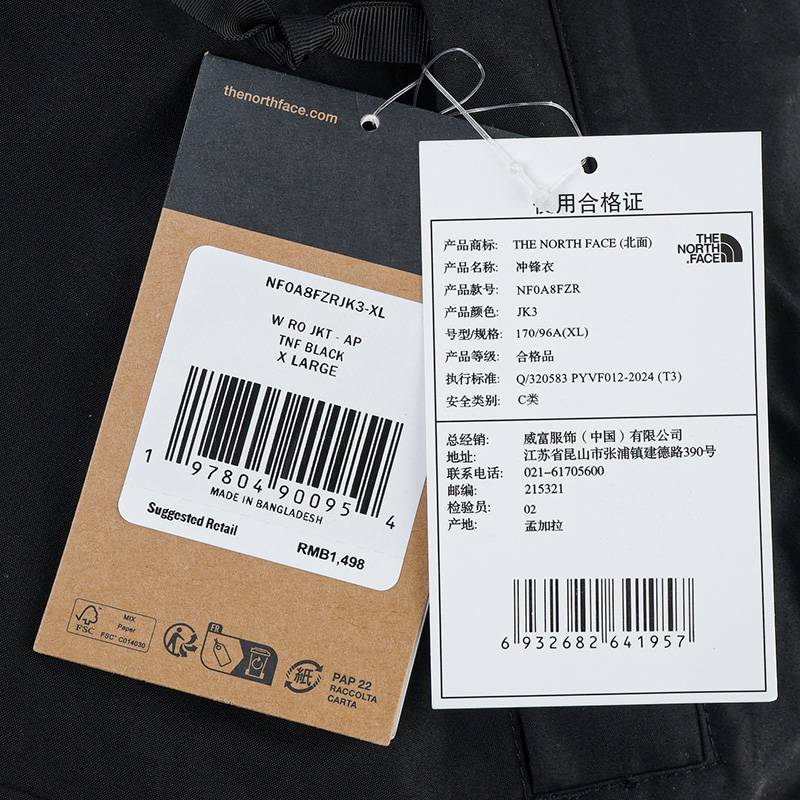 thenorthface.com
NF0A8FZRJK3-XL
W RO JKT - AP
TNF BLACK
X LARGE
1 97804 90095 4
MADE IN BANGLADESH
Suggested Retail
RMB1,498
FSC
MIX
Paper
FSC™ C014030
FR
紙
PAP 22
RACCOLTA
CARTA
用合格证
产品商标: THE NORTH FACE (北面)
产品名称: 冲锋衣
产品款号: NF0A8FZR
产品颜色: JK3
号型/规格: 170/96A(XL)
产品等级: 合格品
执行标准: Q/320583 PYVF012-2024 (T3)
安全类别: C类
THE
NORTH
FACE
总经销: 威富服饰（中国）有限公司
地址: 江苏省昆山市张浦镇建德路390号
联系电话: 021-61705600
邮编: 215321
检验员: 02
产地: 孟加拉
6 932682 641957